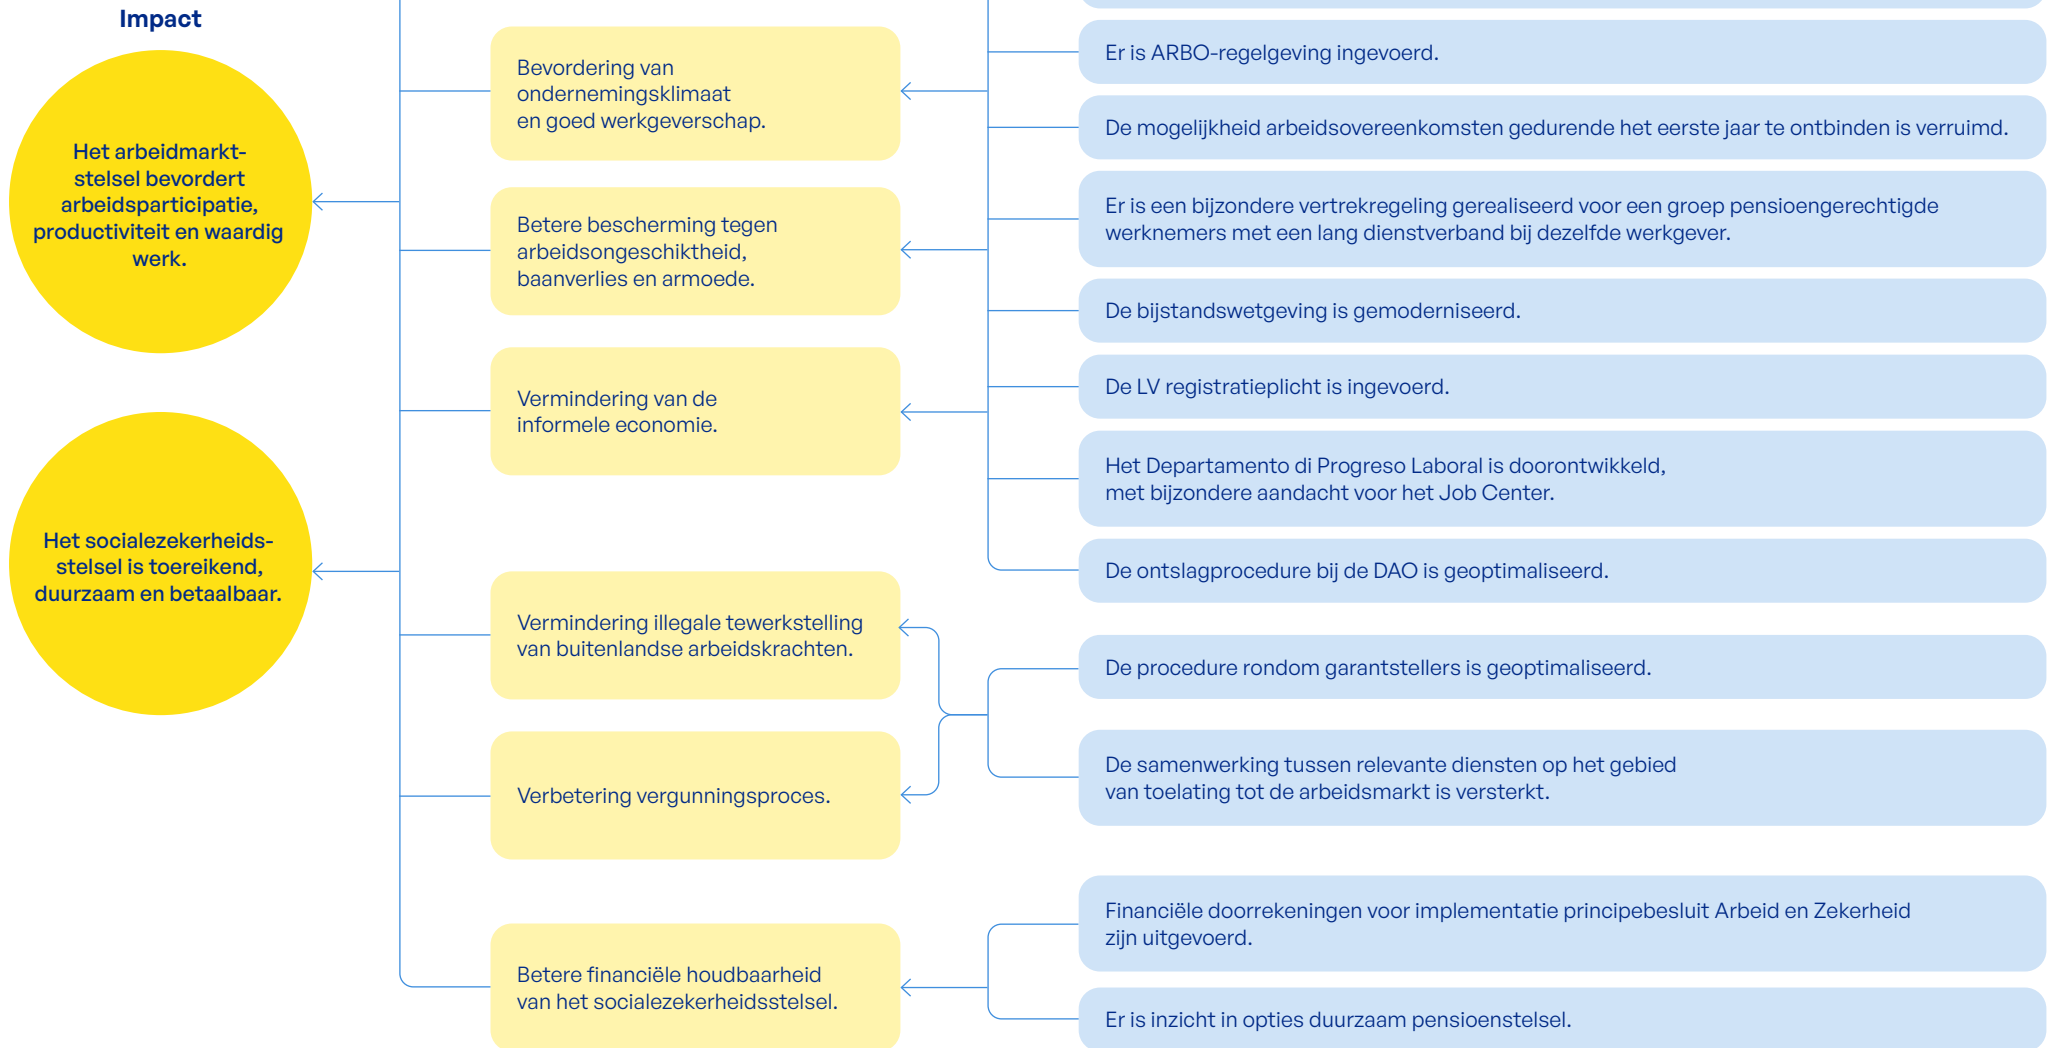 Impact
Het arbeidmarkt-
stelsel bevordert
arbeidsparticipatie,
productiviteit en waardig
werk.
Het socialezekerheids-
stelsel is toereikend,
duurzaam en betaalbaar.
Bevordering van
ondernemingsklimaat
en goed werkgeverschap.
Betere bescherming tegen
arbeidsongeschiktheid,
baanverlies en armoede.
Vermindering van de
informele economie.
Vermindering illegale tewerkstelling
van buitenlandse arbeidskrachten.
Verbetering vergunningsproces.
Betere financiële houdbaarheid
van het socialezekerheidsstelsel.
Er is ARBO-regelgeving ingevoerd.
De mogelijkheid arbeidsovereenkomsten gedurende het eerste jaar te ontbinden is verruimd.
Er is een bijzondere vertrekregeling gerealiseerd voor een groep pensioengerechtigde
werknemers met een lang dienstverband bij dezelfde werkgever.
De bijstandswetgeving is gemoderniseerd.
De LV registratieplicht is ingevoerd.
Het Departamento di Progreso Laboral is doorontwikkeld,
met bijzondere aandacht voor het Job Center.
De ontslagprocedure bij de DAO is geoptimaliseerd.
De procedure rondom garantstellers is geoptimaliseerd.
De samenwerking tussen relevante diensten op het gebied
van toelating tot de arbeidsmarkt is versterkt.
Financiële doorrekeningen voor implementatie principebesluit Arbeid en Zekerheid
zijn uitgevoerd.
Er is inzicht in opties duurzaam pensioenstelsel.